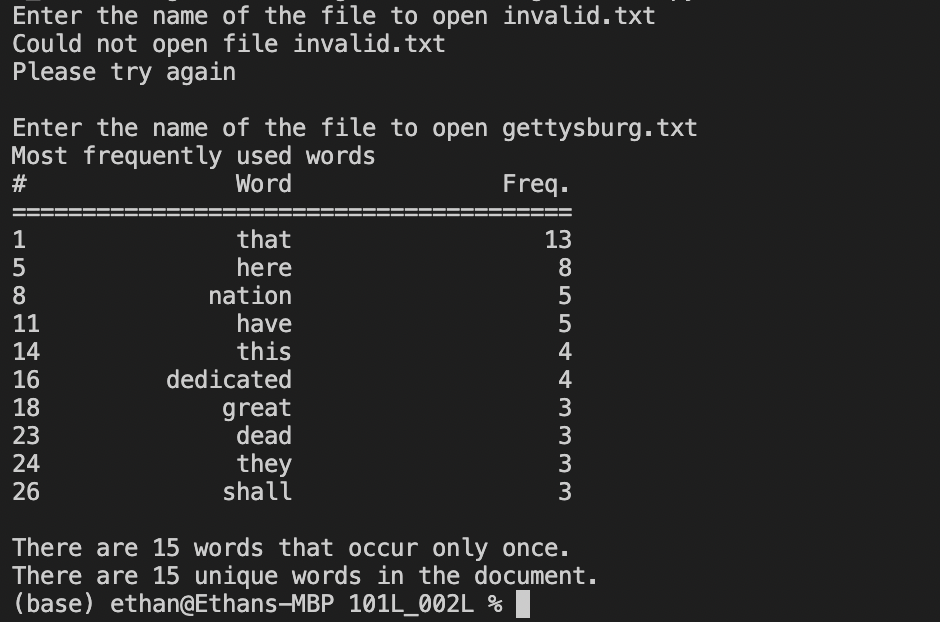 Enter the name of the file to open invalid.txt
Could not open file invalid.txt
Please try again
Enter the name of the file to open gettysburg.txt
Most frequently used words
# Word Freq.
========================================
1 that 13
5 here 8
8 nation 5
11 have 5
14 this 4
16 dedicated 4
18 great 3
23 dead 3
24 they 3
26 shall 3
There are 15 words that occur only once.
There are 15 unique words in the document.
(base) ethan@Ethans-MBP 101L_002L %